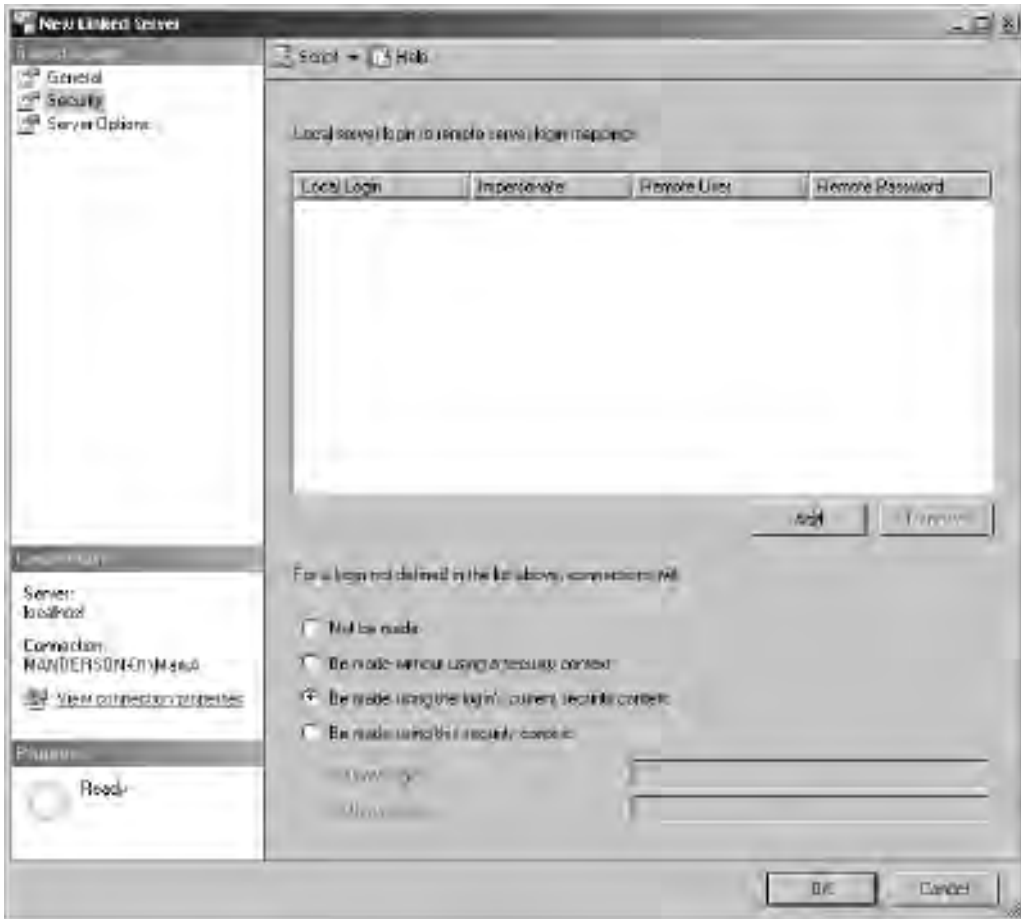 New Linked Server
Script Help
General
Security
Server Options
Local server login to remote server login mappings:
Local Login Impersonate Remote User Remote Password
Add
For a login not defined in the list above, connections will:
Not be made
Be made without using a security context
Be made using the login's current security context
Be made using this security context:
Connection
Server:
localhost
Connection:
View connection properties
Progress
Ready
OK Cancel